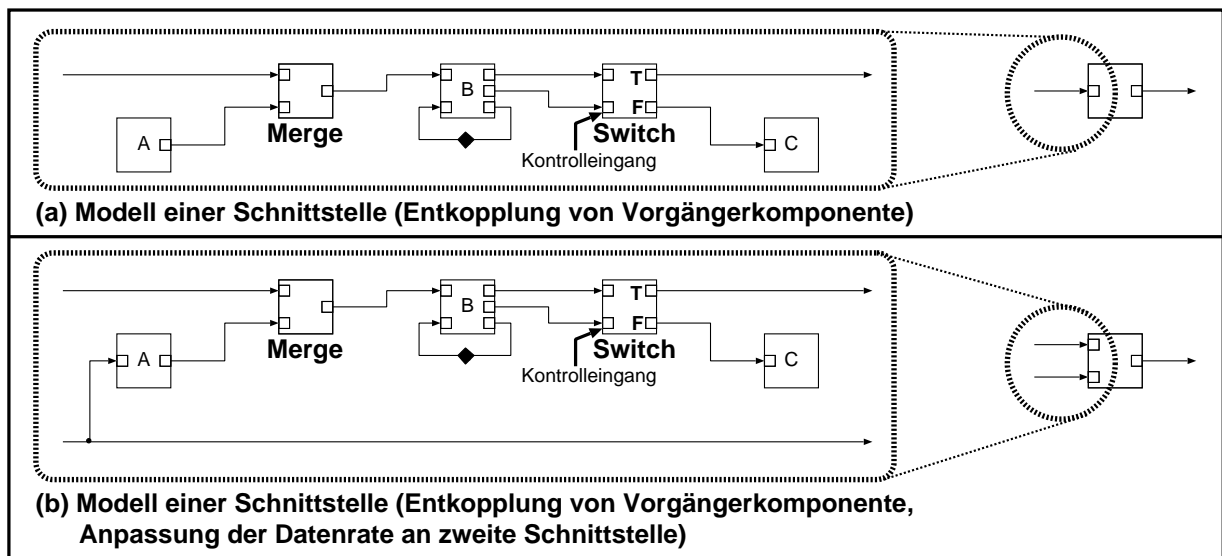 T
B
A
F
Merge
Switch
C
Kontrolleingang
(a) Modell einer Schnittstelle (Entkopplung von Vorgängerkomponente)
T
B
A
F
Merge
Switch
C
Kontrolleingang
(b) Modell einer Schnittstelle (Entkopplung von Vorgängerkomponente,
Anpassung der Datenrate an zweite Schnittstelle)